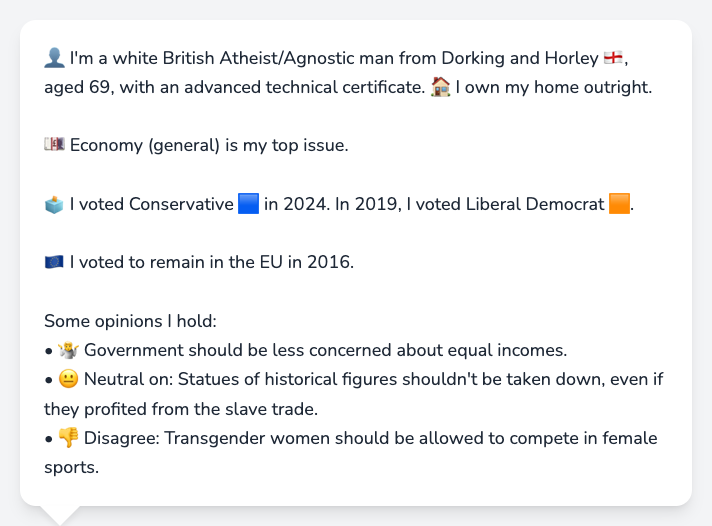 👤 I'm a white British Atheist/Agnostic man from Dorking and Horley 🏴󠁧󠁢󠁥󠁮󠁧󠁿,
aged 69, with an advanced technical certificate. 🏠 I own my home outright.
💷 Economy (general) is my top issue.
🗳️ I voted Conservative 🟦 in 2024. In 2019, I voted Liberal Democrat 🟧.
🇪🇺 I voted to remain in the EU in 2016.
Some opinions I hold:
• 🤷 Government should be less concerned about equal incomes.
• 😐 Neutral on: Statues of historical figures shouldn't be taken down, even if
they profited from the slave trade.
• 👎 Disagree: Transgender women should be allowed to compete in female
sports.